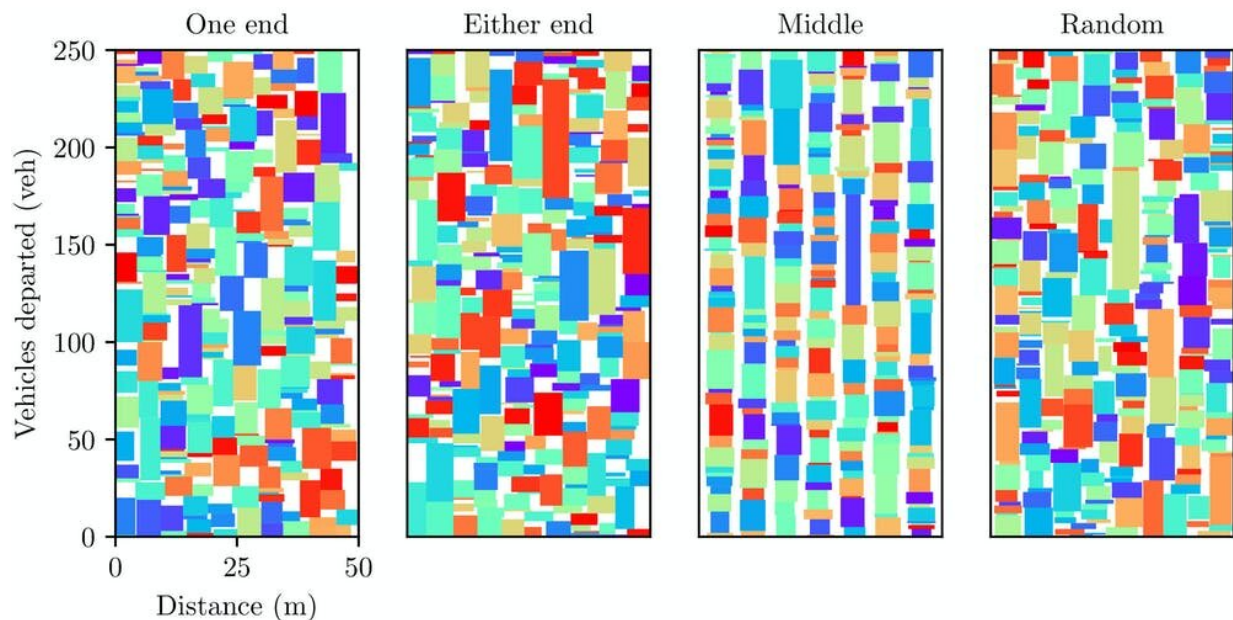 One end
Either end
Middle
Random
Vehicles departed (veh)
250
200
150
100
50
0
0
25
50
Distance (m)